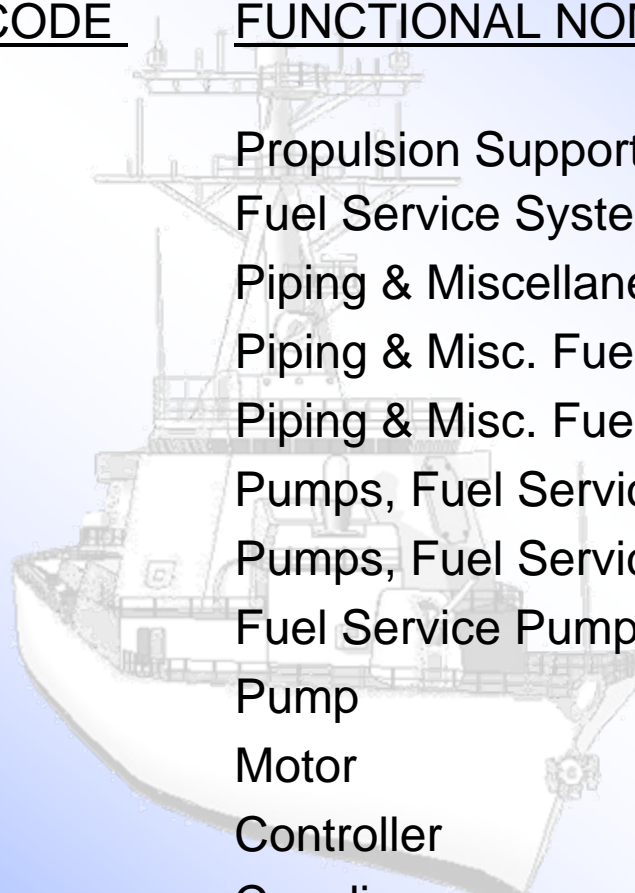 CODE FUNCTIONAL NOM
Propulsion Support
Fuel Service Syste
Piping & Miscellane
Piping & Misc. Fue
Piping & Misc. Fue
Pumps, Fuel Servic
Pumps, Fuel Servic
Fuel Service Pump
Pump
Motor
Controller